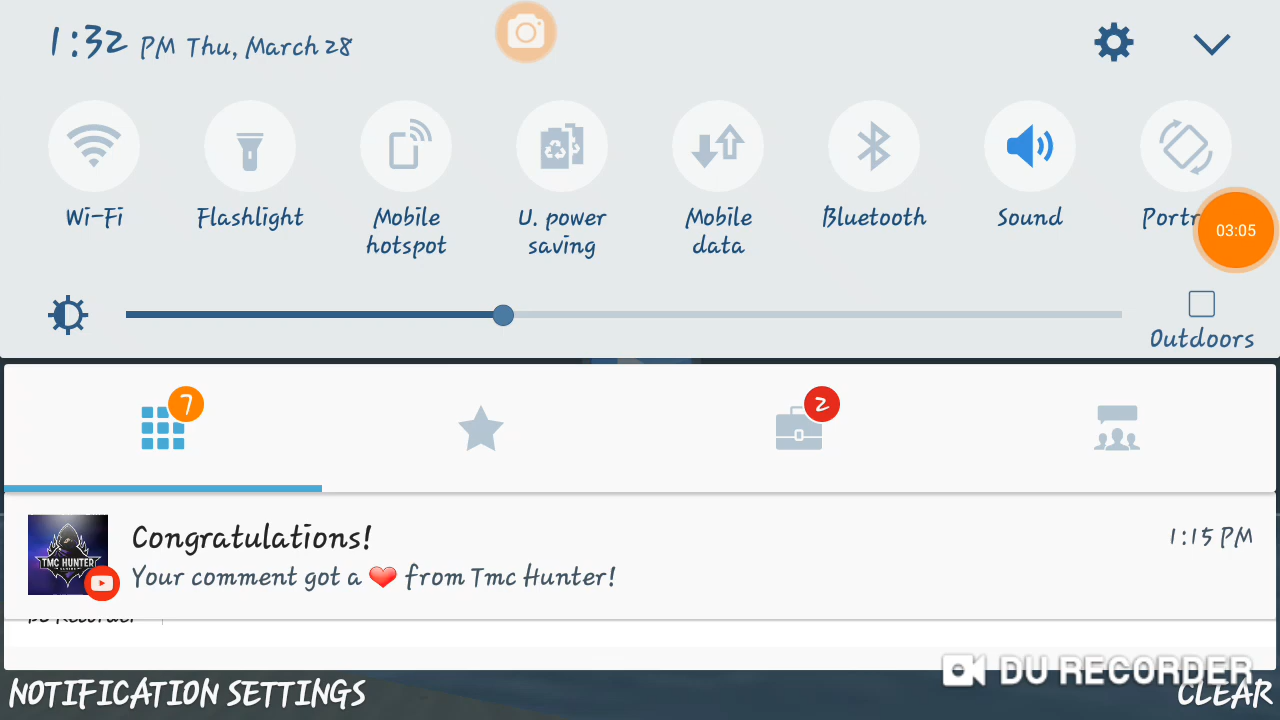 1:32 PM Thu, March 28
Wi-Fi
Flashlight
Mobile
hotspot
U. power
saving
Mobile
data
Bluetooth
Sound
Portr
03:05
Outdoors
7
2
TMC HUNTER
Congratulations!
1:15 PM
Your comment got a ❤ from Tmc Hunter!
DU Recorder
DU RECORDER
NOTIFICATION SETTINGS
CLEAR